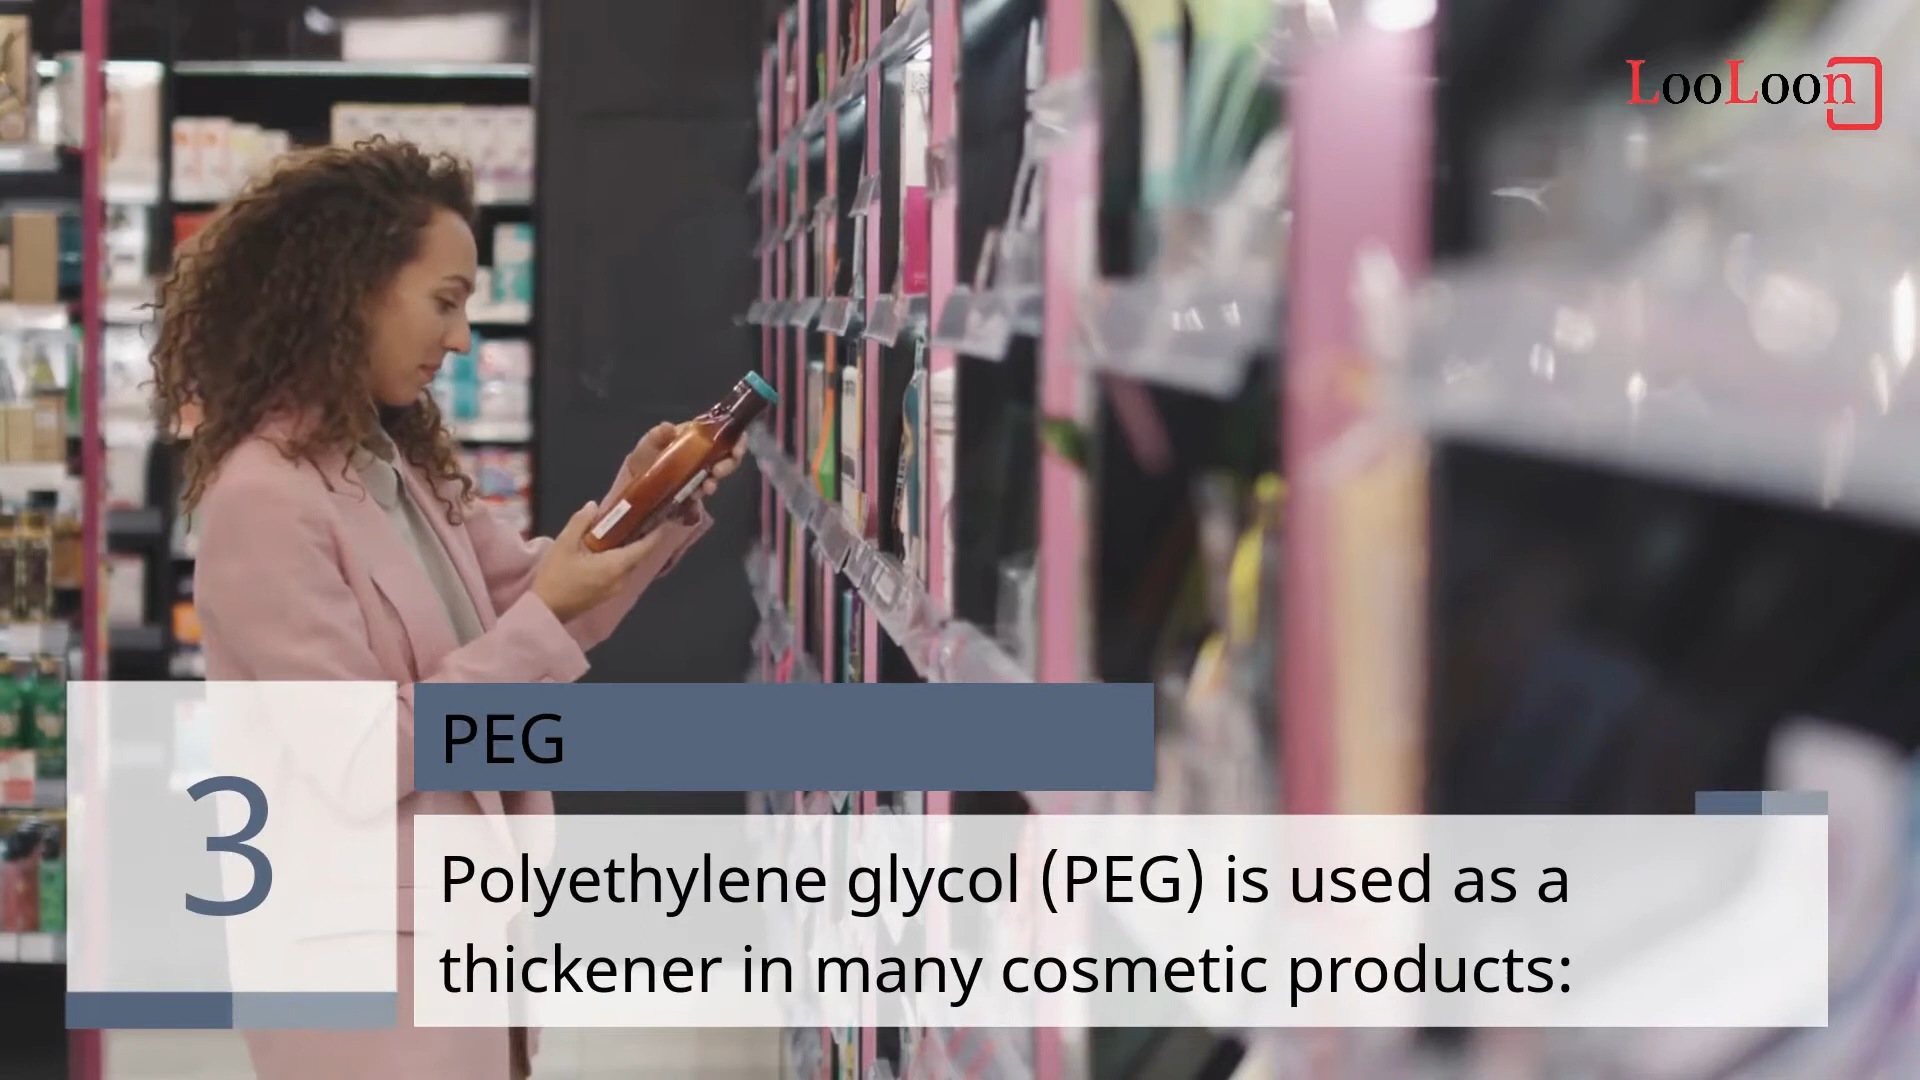 LooLoon
3
PEG
Polyethylene glycol (PEG) is used as a
thickener in many cosmetic products: